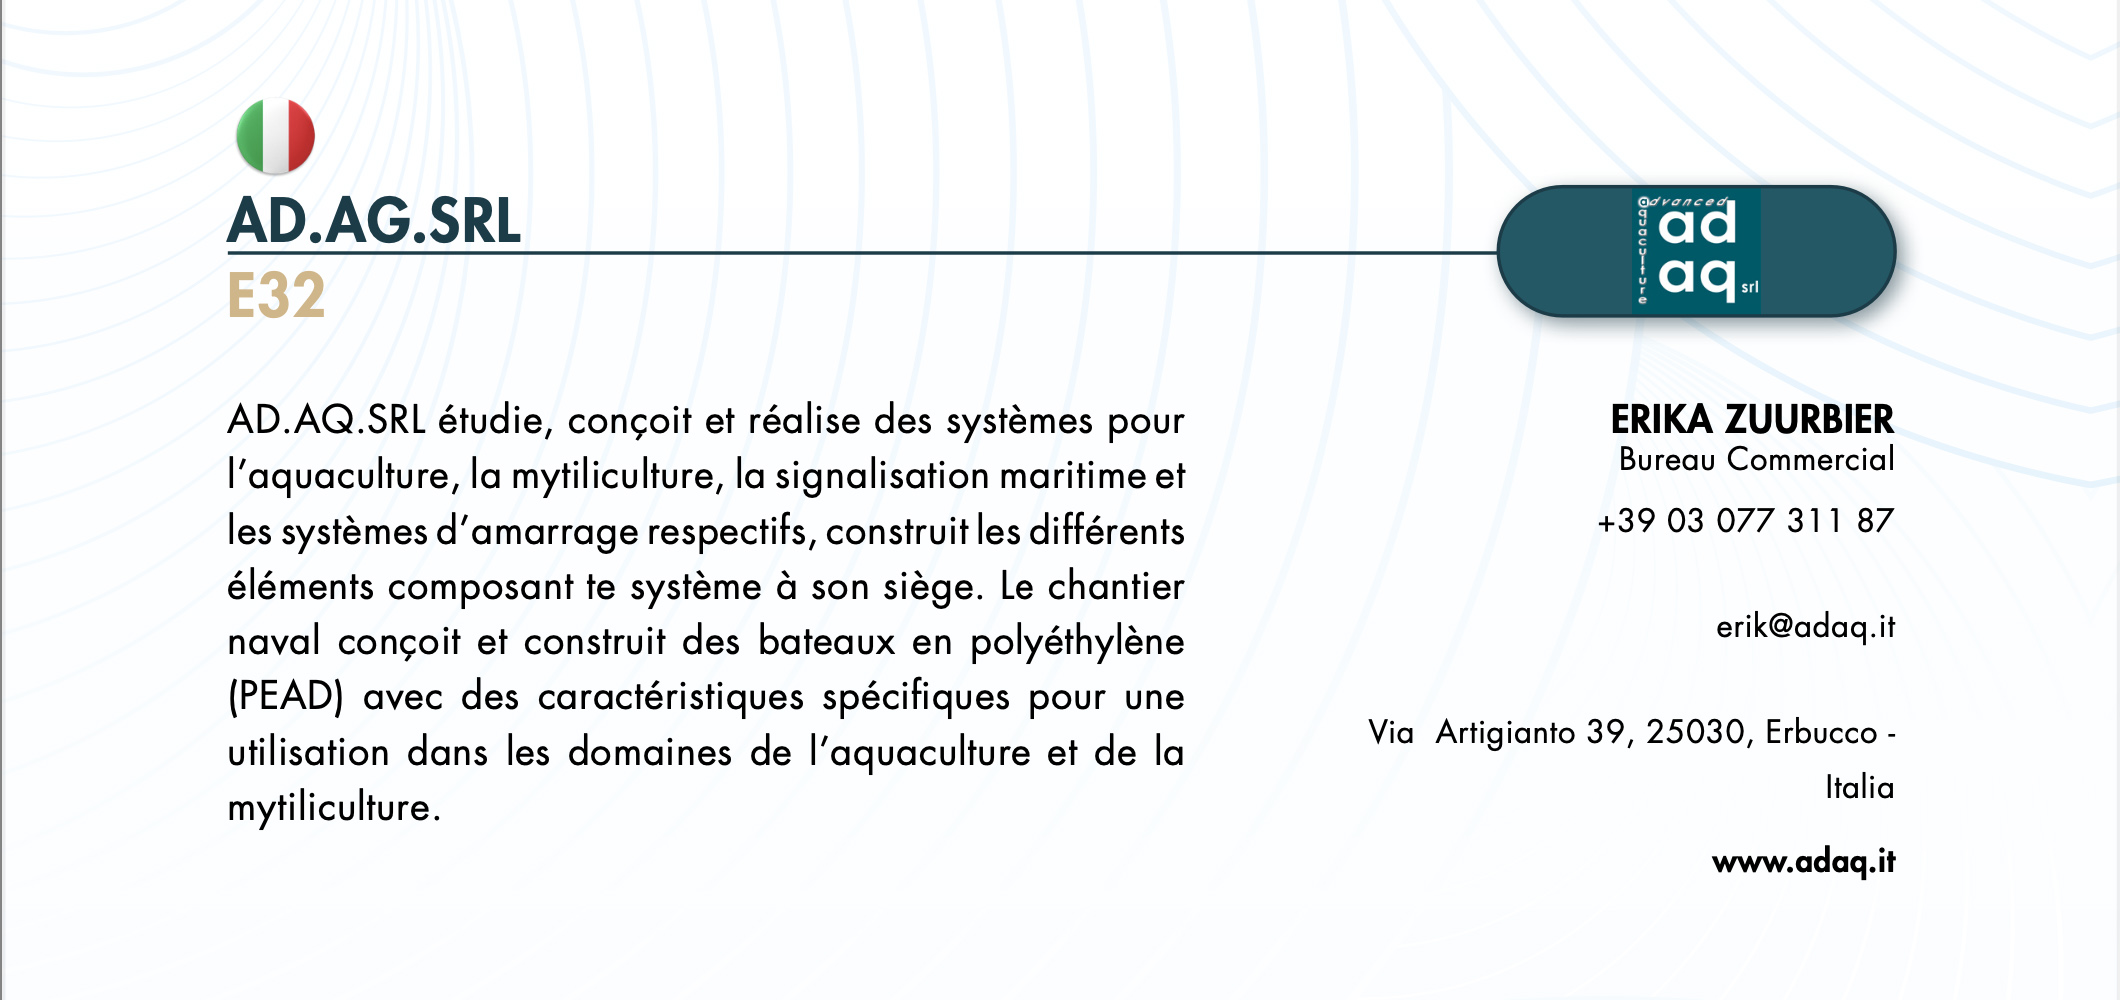 AD.AG.SRL
E32
@dvanced
aquaculture
ad
aq srl
AD.AQ.SRL étudie, conçoit et réalise des systèmes pour
l’aquaculture, la mytiliculture, la signalisation maritime et
les systèmes d’amarrage respectifs, construit les différents
éléments composant te système à son siège. Le chantier
naval conçoit et construit des bateaux en polyéthylène
(PEAD) avec des caractéristiques spécifiques pour une
utilisation dans les domaines de l’aquaculture et de la
mytiliculture.
ERIKA ZUURBIER
Bureau Commercial
+39 03 077 311 87
erik@adaq.it
Via  Artigianto 39, 25030, Erbucco -
Italia
www.adaq.it